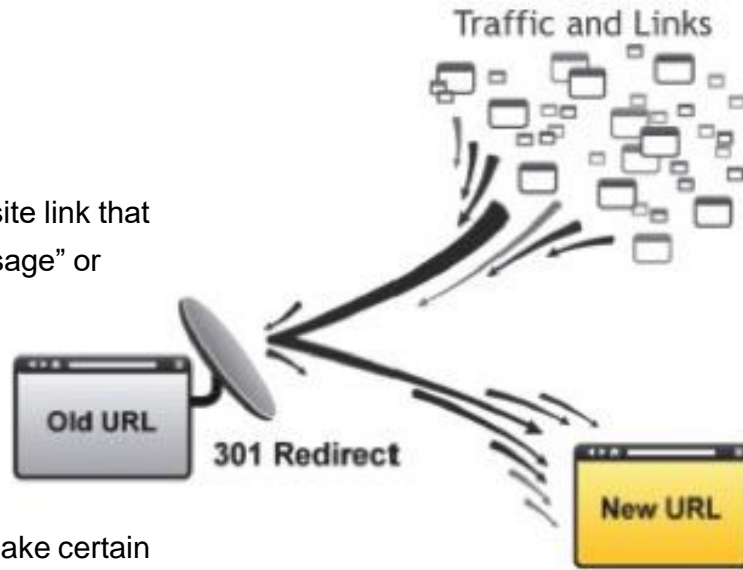 Traffic and Links
site link that
sage” or
Old URL
301 Redirect
New URL
ake certain